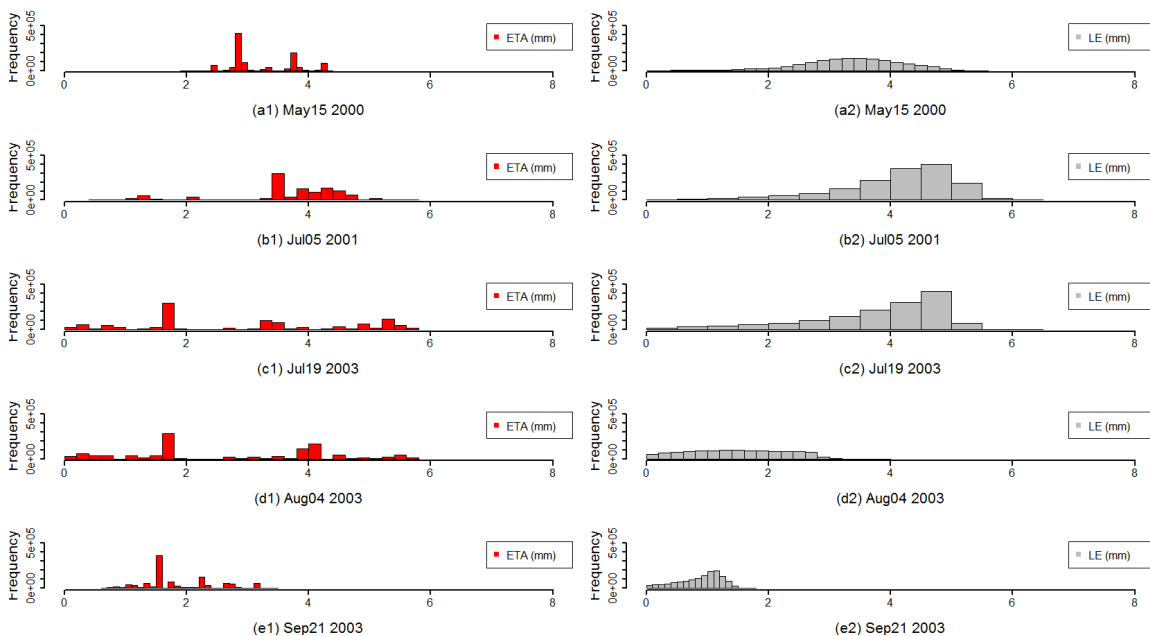 Frequency
0e+00 5e+05
ETA (mm)
0 2 4 6 8
(a1) May15 2000
Frequency
0e+00 5e+05
LE (mm)
0 2 4 6 8
(a2) May15 2000
Frequency
0e+00 5e+05
ETA (mm)
0 2 4 6 8
(b1) Jul05 2001
Frequency
0e+00 5e+05
LE (mm)
0 2 4 6 8
(b2) Jul05 2001
Frequency
0e+00 5e+05
ETA (mm)
0 2 4 6 8
(c1) Jul19 2003
Frequency
0e+00 5e+05
LE (mm)
0 2 4 6 8
(c2) Jul19 2003
Frequency
0e+00 5e+05
ETA (mm)
0 2 4 6 8
(d1) Aug04 2003
Frequency
0e+00 5e+05
LE (mm)
0 2 4 6 8
(d2) Aug04 2003
Frequency
0e+00 5e+05
ETA (mm)
0 2 4 6 8
(e1) Sep21 2003
Frequency
0e+00 5e+05
LE (mm)
0 2 4 6 8
(e2) Sep21 2003